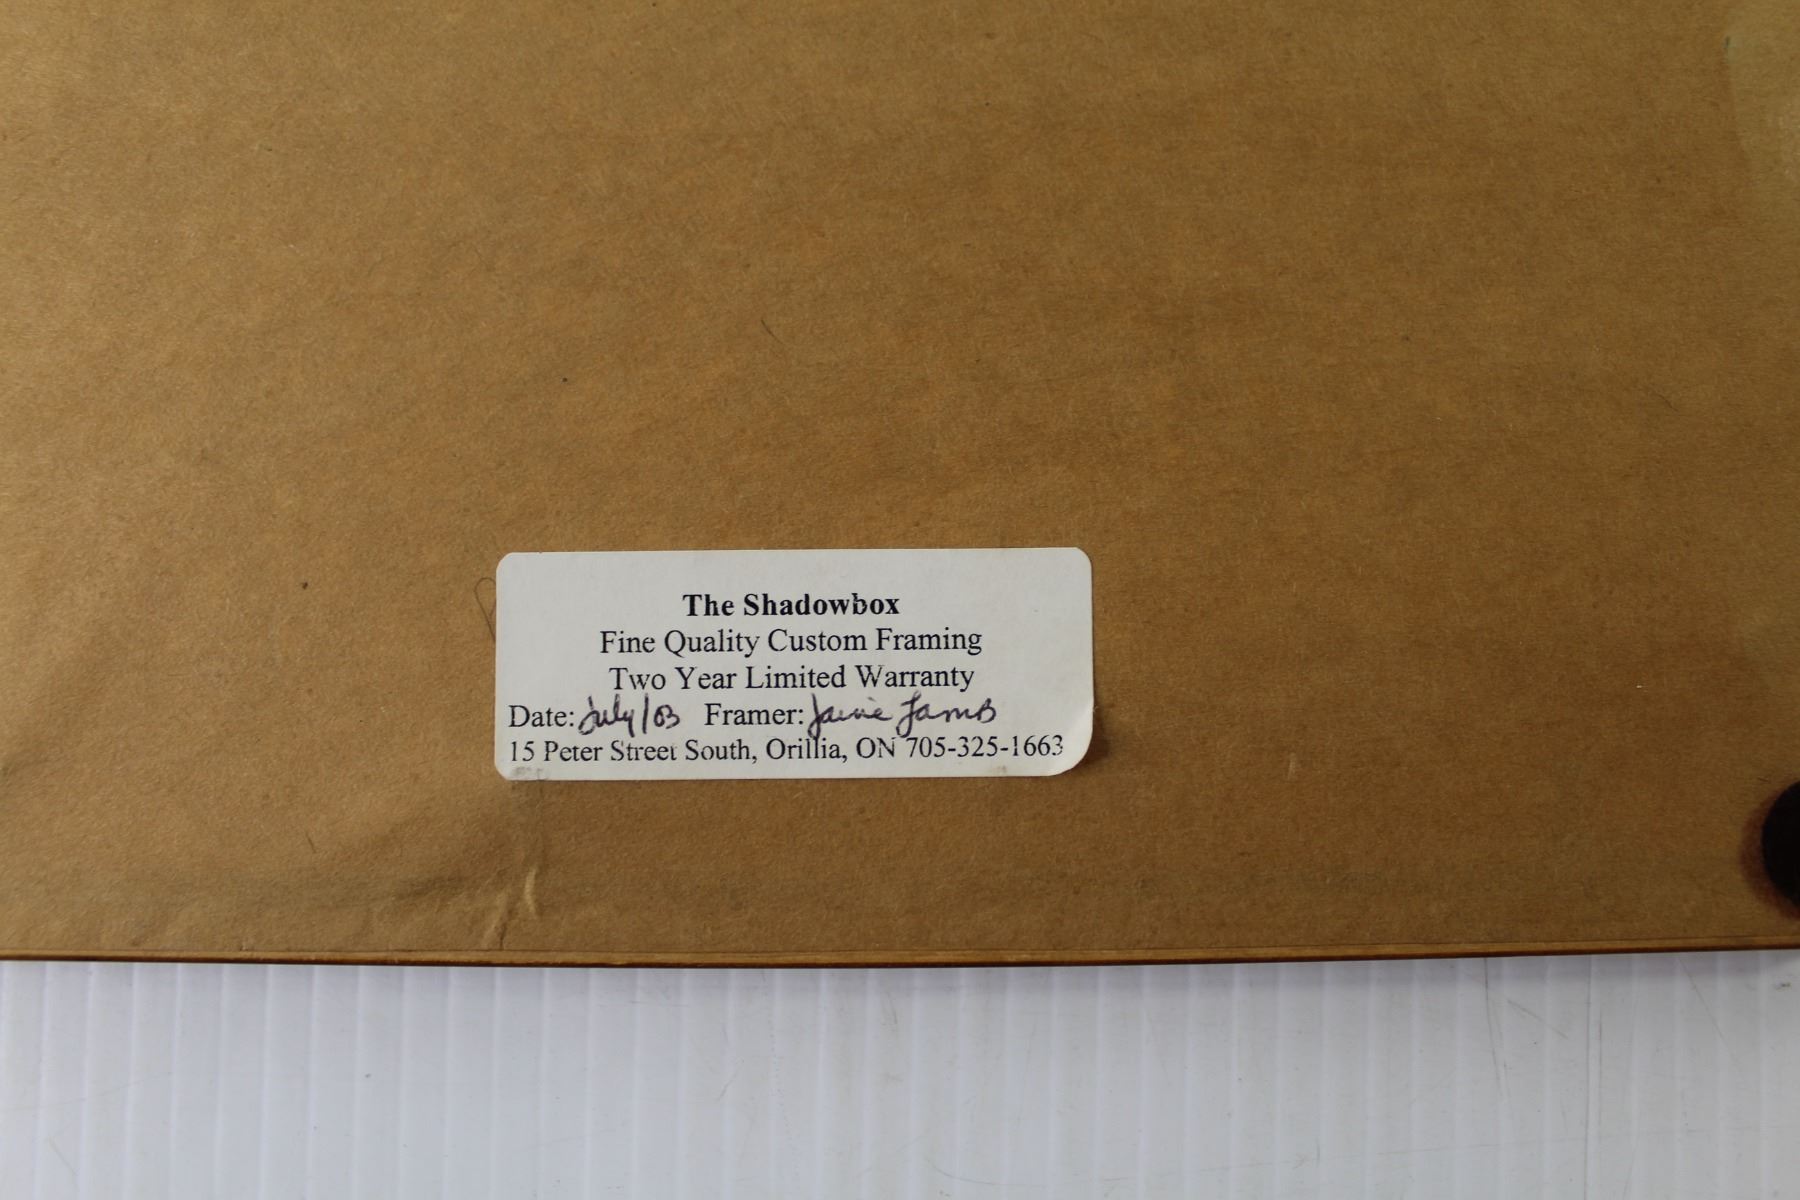 The Shadowbox
Fine Quality Custom Framing
Two Year Limited Warranty
Date: July/03 Framer:
15 Peter Street South, Orillia, ON 705-325-1663